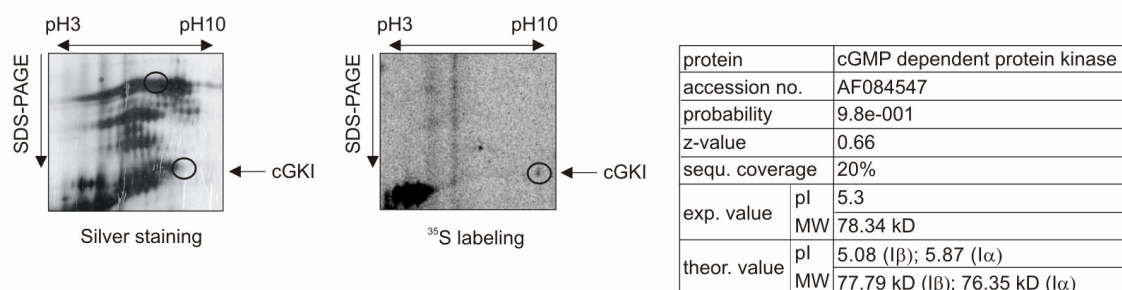 pH3 pH10
SDS-PAGE
cGKI
Silver staining
pH3 pH10
SDS-PAGE
cGKI
³⁵S labeling
protein cGMP dependent protein kinase
accession no. AF084547
probability 9.8e-001
z-value 0.66
sequ. coverage 20%
exp. value pI 5.3
MW 78.34 kD
theor. value pI 5.08 (Iβ); 5.87 (Iα)
MW 77.79 kD (Iβ); 76.35 kD (Iα)